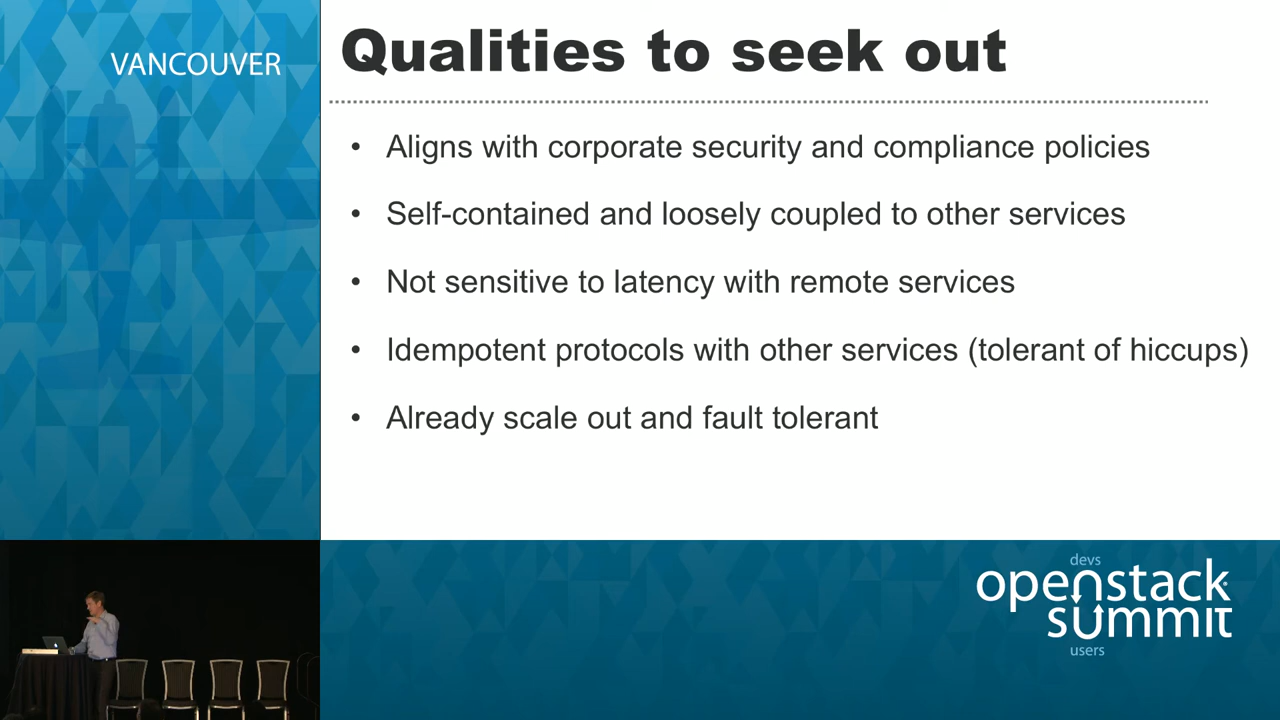 VANCOUVER
Qualities to seek out
• Aligns with corporate security and compliance policies
• Self-contained and loosely coupled to other services
• Not sensitive to latency with remote services
• Idempotent protocols with other services (tolerant of hiccups)
• Already scale out and fault tolerant
devs
openstack
summit
users